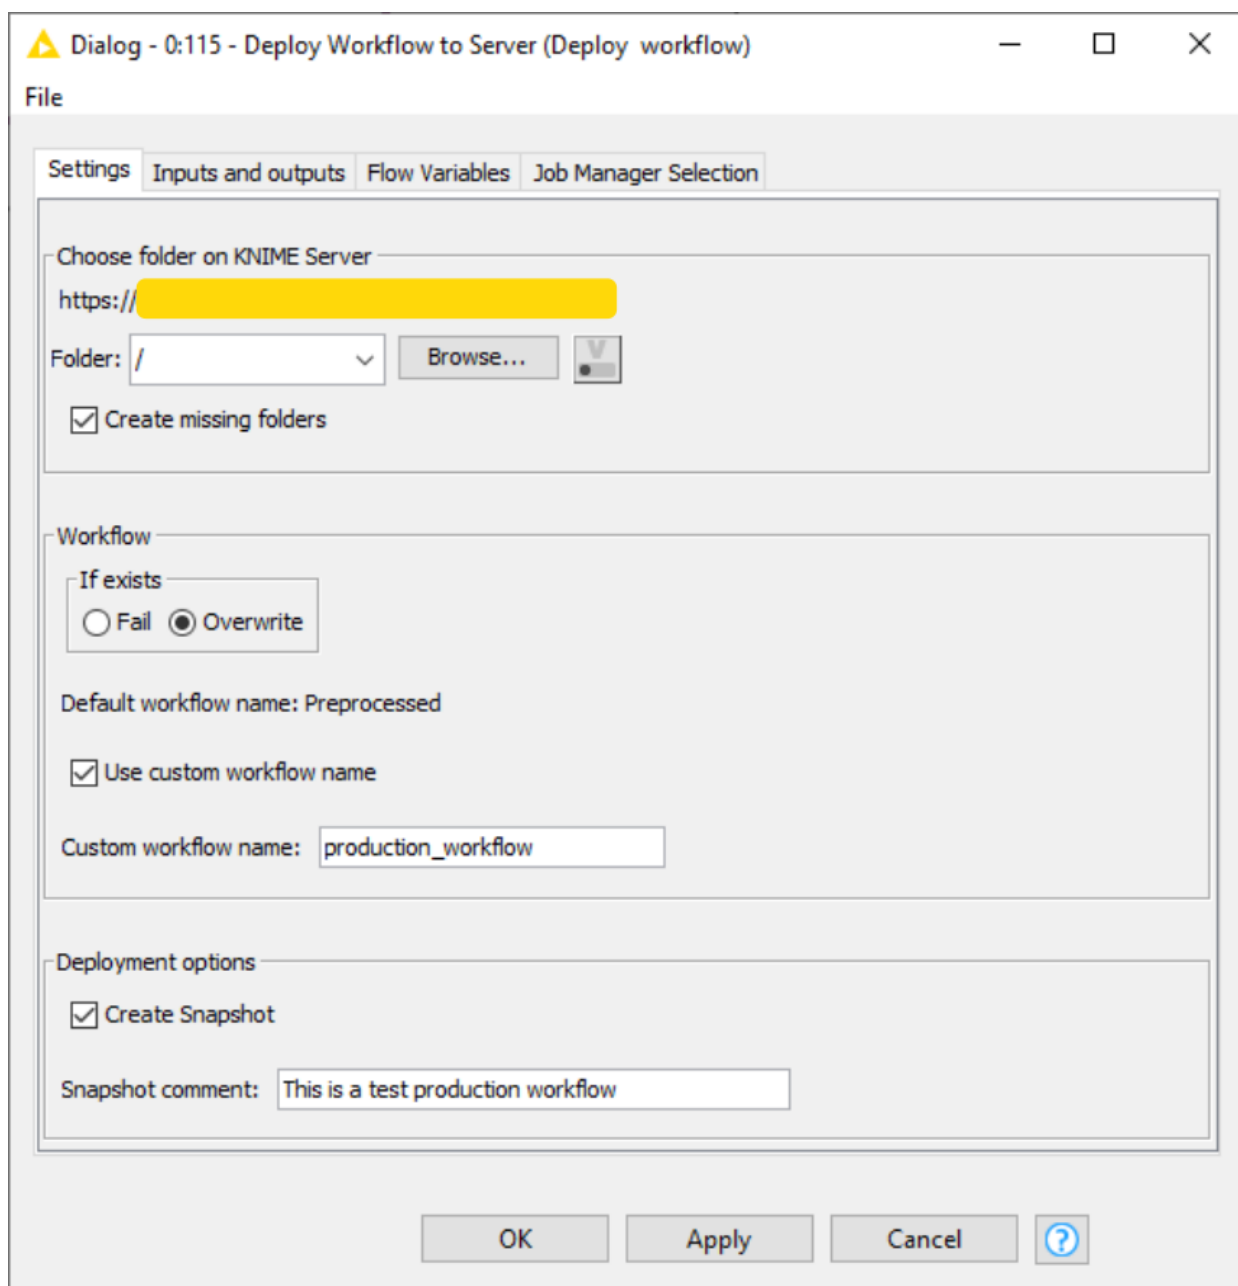 Dialog - 0:115 - Deploy Workflow to Server (Deploy  workflow)
File
Settings Inputs and outputs Flow Variables Job Manager Selection
Choose folder on KNIME Server
https://
Folder: / Browse... V
Create missing folders
Workflow
If exists
Fail Overwrite
Default workflow name: Preprocessed
Use custom workflow name
Custom workflow name: production_workflow
Deployment options
Create Snapshot
Snapshot comment: This is a test production workflow
OK Apply Cancel ?